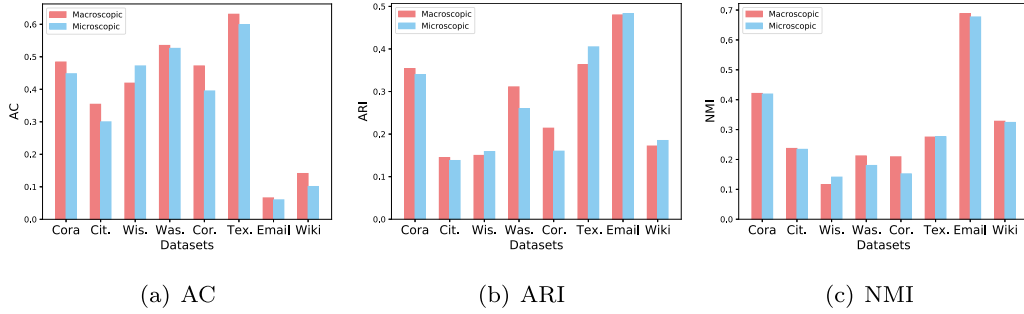 Macroscopic
Microscopic
0.6
0.5
0.4
0.3
0.2
0.1
0.0
AC
Cora Cit. Wis. Was. Cor. Tex. Email Wiki
Datasets
(a) AC
Macroscopic
Microscopic
0.5
0.4
0.3
0.2
0.1
0.0
ARI
Cora Cit. Wis. Was. Cor. Tex. Email Wiki
Datasets
(b) ARI
Macroscopic
Microscopic
0.7
0.6
0.5
0.4
0.3
0.2
0.1
0.0
NMI
Cora Cit. Wis. Was. Cor. Tex. Email Wiki
Datasets
(c) NMI